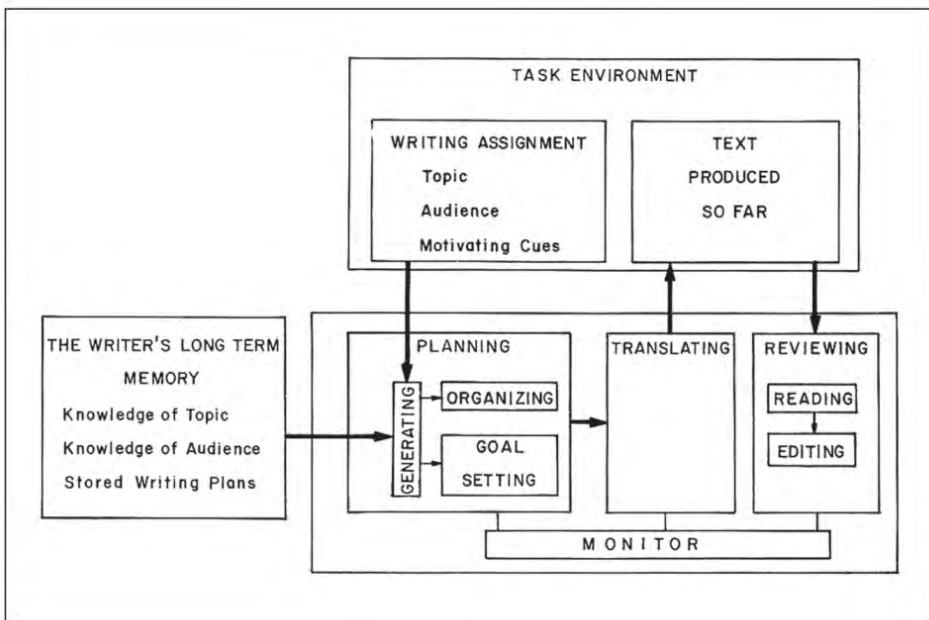 TASK ENVIRONMENT
WRITING ASSIGNMENT
Topic
Audience
Motivating Cues
TEXT
PRODUCED
SO FAR
THE WRITER'S LONG TERM
MEMORY
Knowledge of Topic
Knowledge of Audience
Stored Writing Plans
PLANNING
GENERATING
ORGANIZING
GOAL
SETTING
TRANSLATING
REVIEWING
READING
EDITING
MONITOR